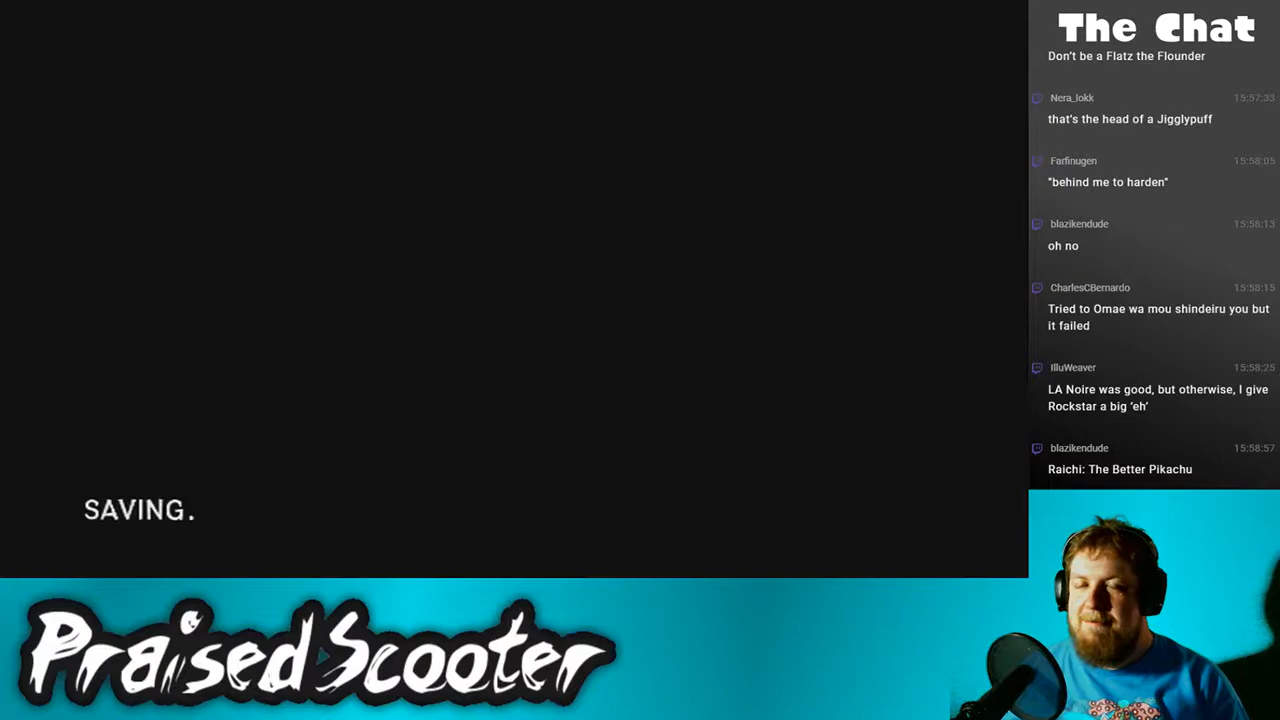 The Chat
Don't be a Flatz the Flounder
Nera_lokk 15:57:33
that's the head of a Jigglypuff
Farfinugen 15:58:05
"behind me to harden"
blazikendude 15:58:13
oh no
CharlesCBernardo 15:58:15
Tried to Omae wa mou shindeiru you but
it failed
IlluWeaver 15:58:25
LA Noire was good, but otherwise, I give
Rockstar a big ‘eh’
blazikendude 15:58:57
Raichi: The Better Pikachu
SAVING.
PraisedScooter